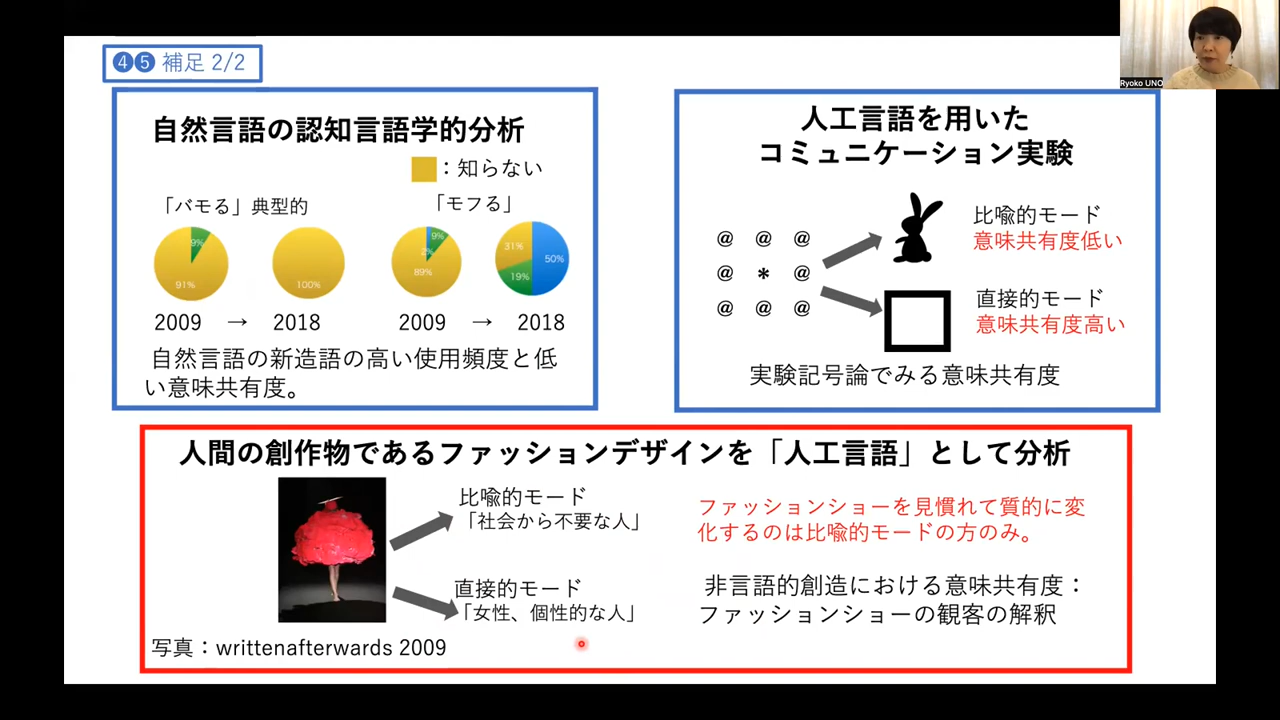 ❹❺ 補足 2/2
Ryoko UNO
自然言語の認知言語学的分析
：知らない
「バモる」典型的
「モフる」
9%
91%
100%
9%
2%
89%
31%
50%
19%
2009 → 2018
2009 → 2018
自然言語の新造語の高い使用頻度と低
い意味共有度。
人工言語を用いた
コミュニケーション実験
@ @ @
@ * @
@ @ @
比喩的モード
意味共有度低い
直接的モード
意味共有度高い
実験記号論でみる意味共有度
人間の創作物であるファッションデザインを「人工言語」として分析
比喩的モード
「社会から不要な人」
直接的モード
「女性、個性的な人」
写真：writtenafterwards 2009
ファッションショーを見慣れて質的に変
化するのは比喩的モードの方のみ。
非言語的創造における意味共有度：
ファッションショーの観客の解釈